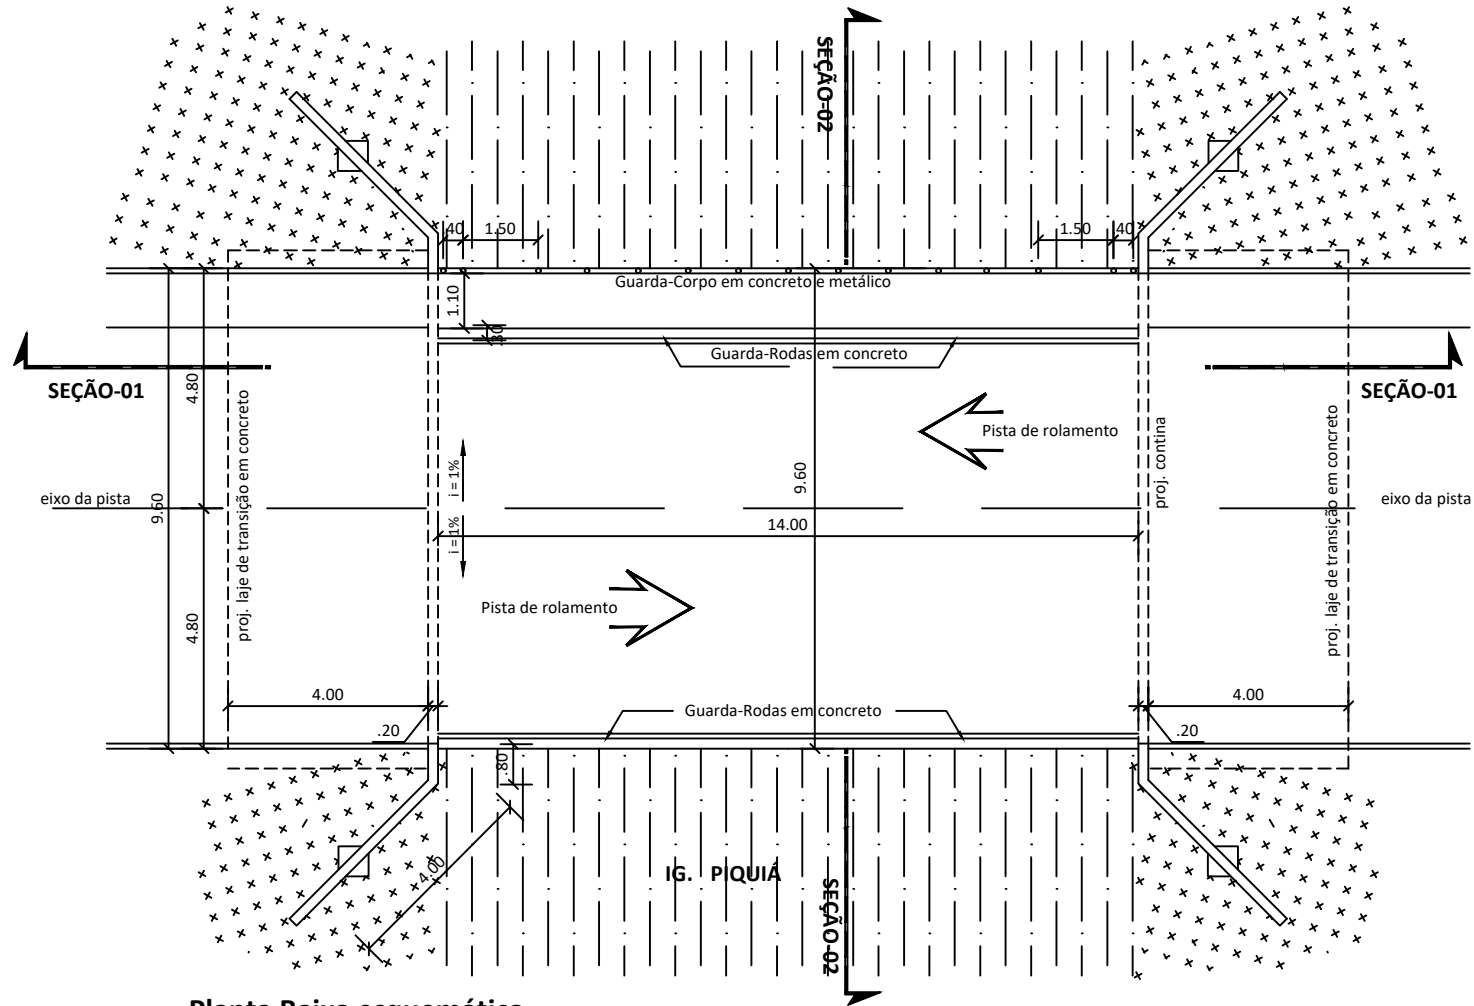 SEÇÃO-02
.40
1.50
1.50
.40
Guarda-Corpo em concreto e metálico
1.10
.30
Guarda-Rodas em concreto
SEÇÃO-01
SEÇÃO-01
4.80
proj. laje de transição em concreto
Pista de rolamento
proj. contina
proj. laje de transição em concreto
i = 1%
9.60
eixo da pista
9.60
eixo da pista
14.00
i = 1%
Pista de rolamento
4.80
4.00
4.00
Guarda-Rodas em concreto
.20
.20
.80
4.00
IG. PIQUIÁ
SEÇÃO-02
Planta Baixa esquemática